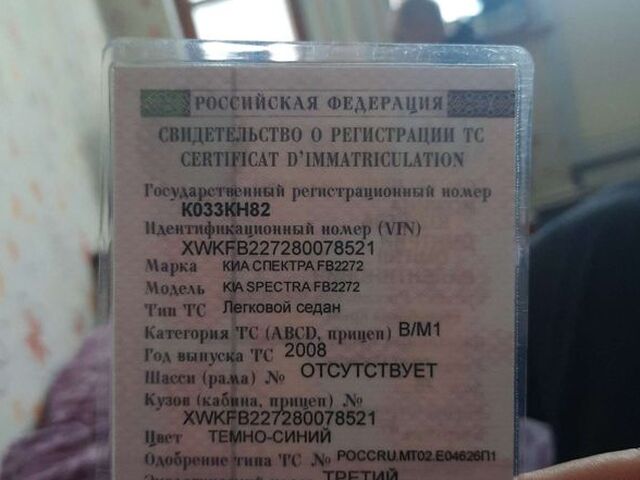 РОССИЙСКАЯ ФЕДЕРАЦИЯ
СВИДЕТЕЛЬСТВО О РЕГИСТРАЦИИ ТС
CERTIFICAT D'IMMATRICULATION
Государственный регистрационный номер
К033КН82
Идентификационный номер (VIN)
XWKFB227280078521
Марка КИА СПЕКТРА FB2272
Модель KIA SPECTRA FB2272
Тип ТС Легковой седан
Категория ТС (ABCD, прицеп) B/M1
Год выпуска ТС 2008
Шасси (рама) № ОТСУТСТВУЕТ
Кузов (кабина, прицеп) №
XWKFB227280078521
Цвет ТЕМНО-СИНИЙ
Одобрение типа ТС № РОССRU.МТ02.Е04626П1
Экологический класс ТРЕТИЙ